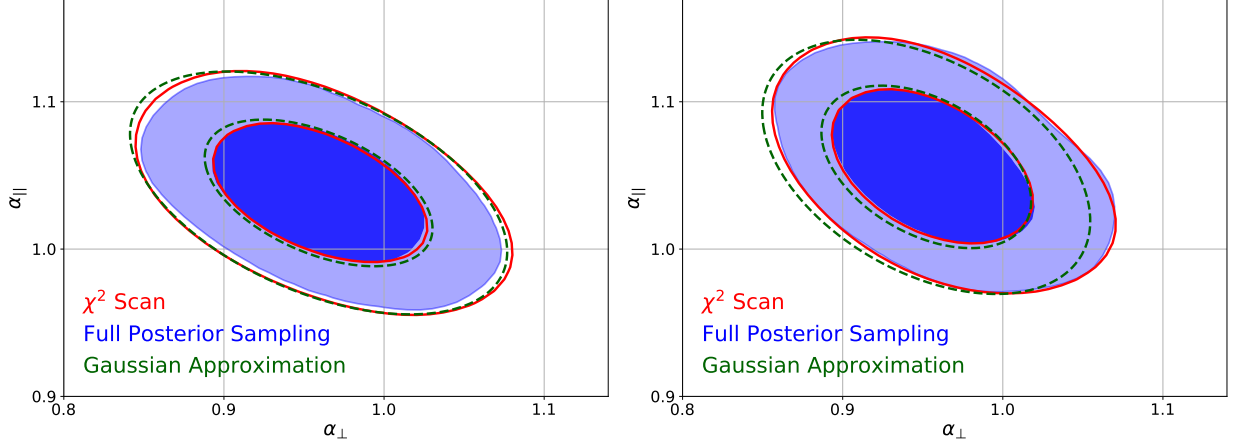 1.1
1.0
0.9
α||
χ² Scan
Full Posterior Sampling
Gaussian Approximation
0.8 0.9 1.0 1.1
α⊥
1.1
1.0
0.9
α||
χ² Scan
Full Posterior Sampling
Gaussian Approximation
0.8 0.9 1.0 1.1
α⊥